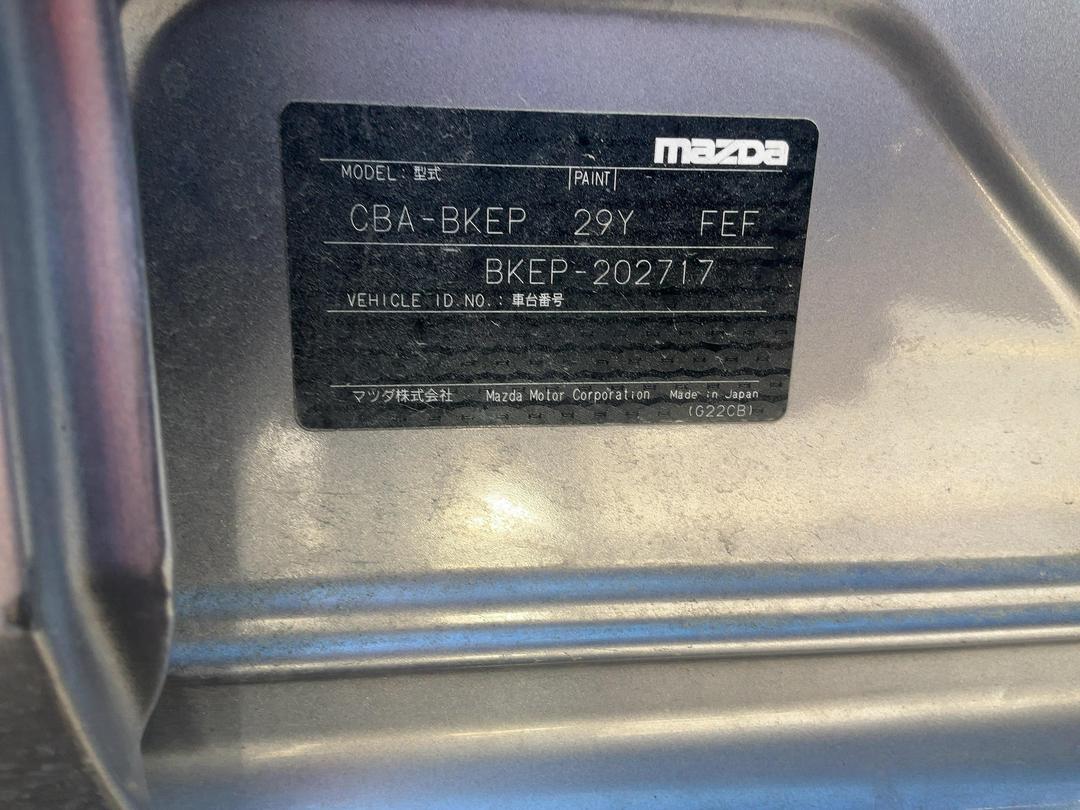 mazda
MODEL : 型式 PAINT
CBA-BKEP 29Y FEF
BKEP-202717
VEHICLE ID NO. : 車台番号
マツダ株式会社 Mazda Motor Corporation Made in Japan
(G22CB)